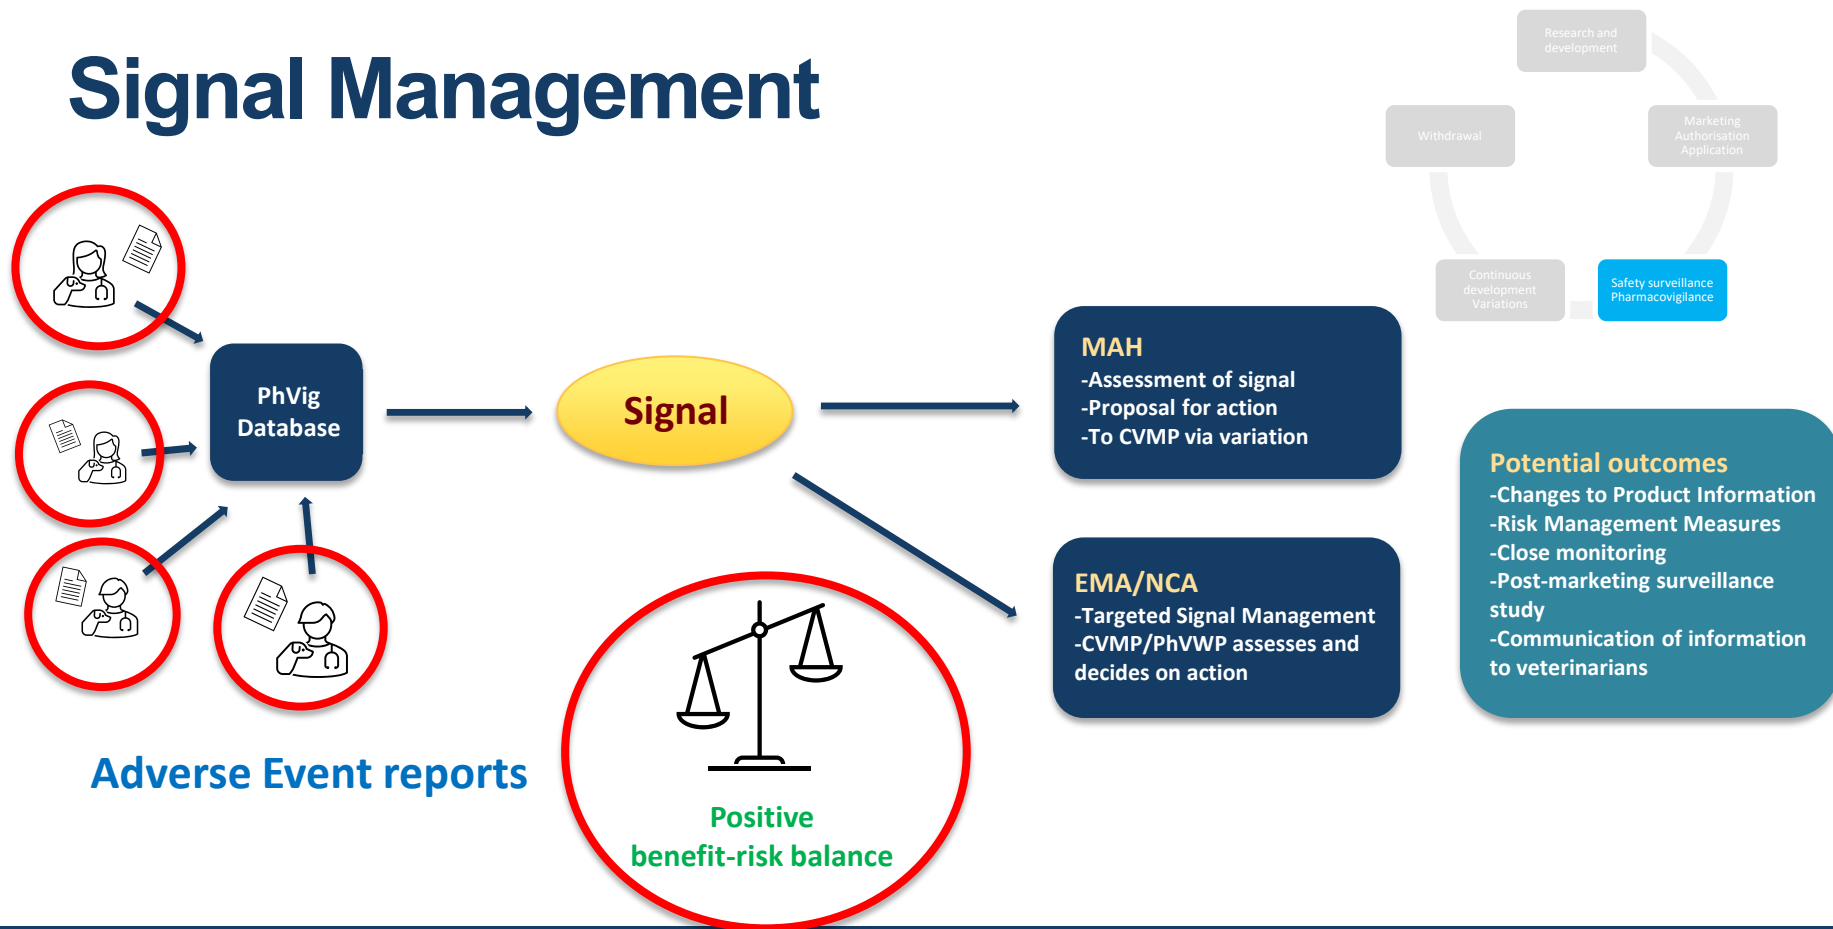 Signal Management
Research and
development
Withdrawal
Marketing
Authorisation
Application
Continuous
development
Variations
Safety surveillance
Pharmacovigilance
PhVig
Database
Signal
MAH
-Assessment of signal
-Proposal for action
-To CVMP via variation
EMA/NCA
-Targeted Signal Management
-CVMP/PhVWP assesses and
decides on action
Potential outcomes
-Changes to Product Information
-Risk Management Measures
-Close monitoring
-Post-marketing surveillance
study
-Communication of information
to veterinarians
Adverse Event reports
Positive
benefit-risk balance